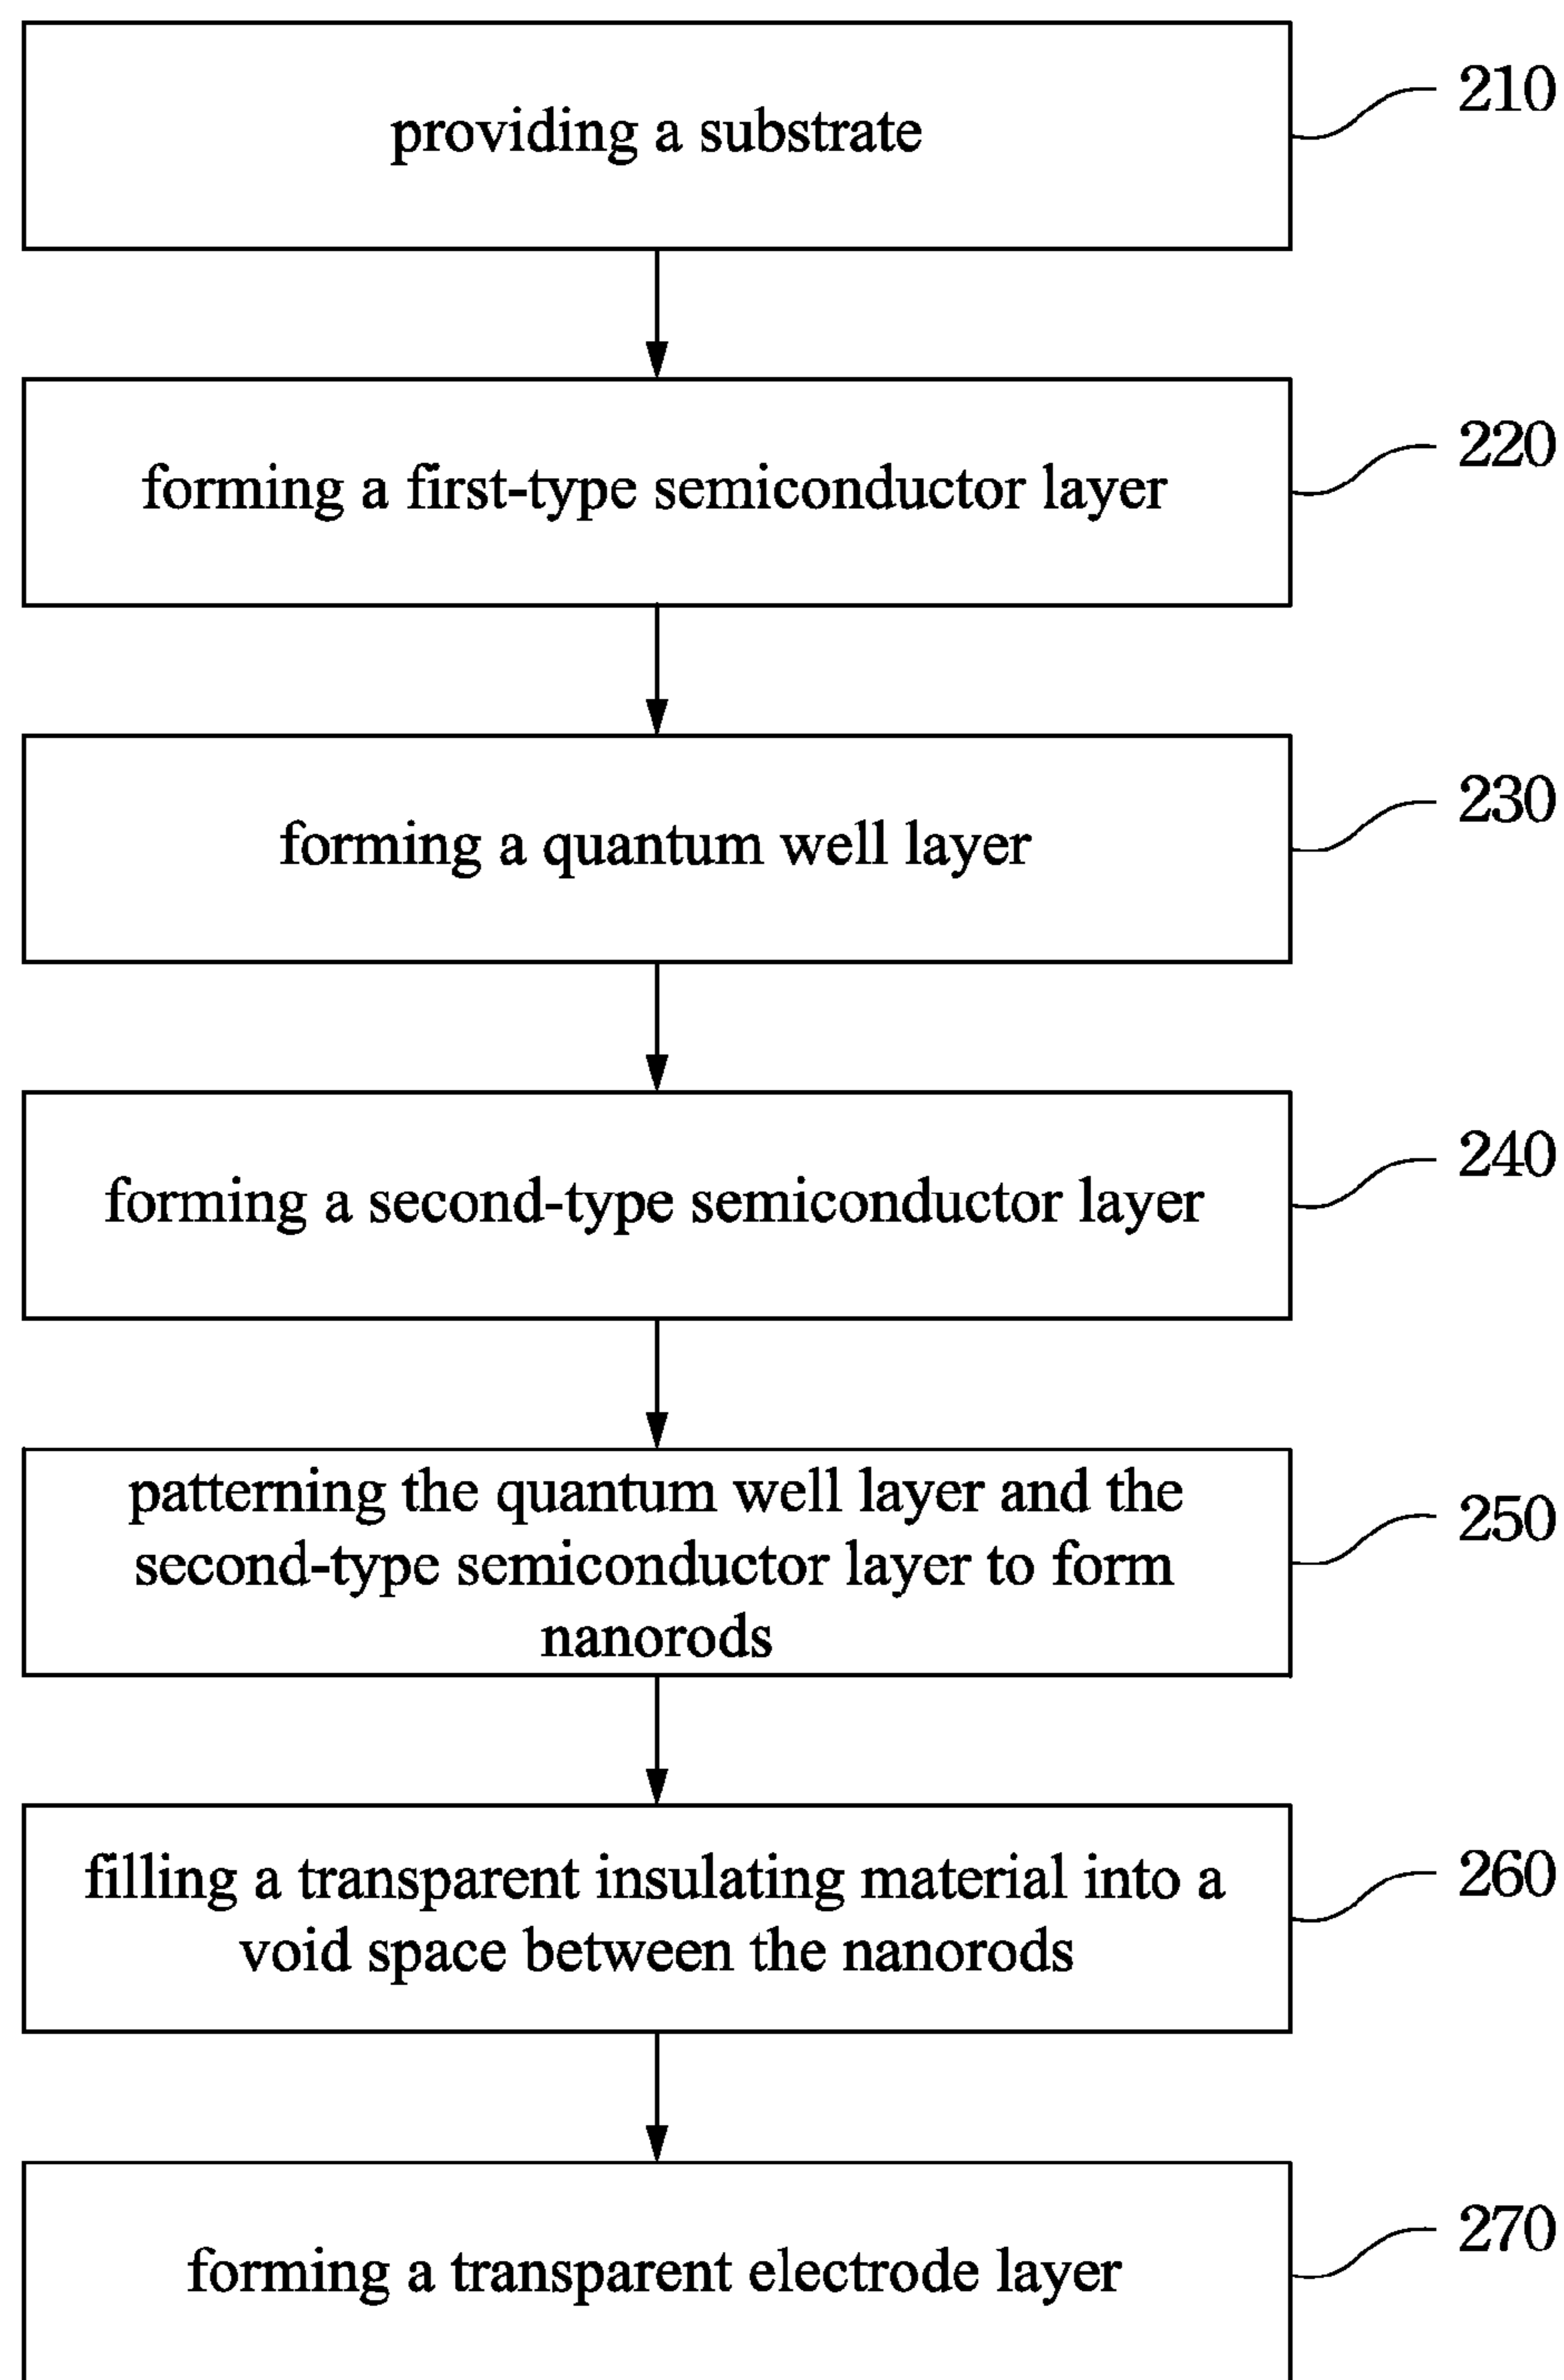 providing a substrate
210
forming a first-type semiconductor layer
220
forming a quantum well layer
230
forming a second-type semiconductor layer
240
patterning the quantum well layer and the
second-type semiconductor layer to form
nanorods
250
filling a transparent insulating material into a
void space between the nanorods
260
forming a transparent electrode layer
270